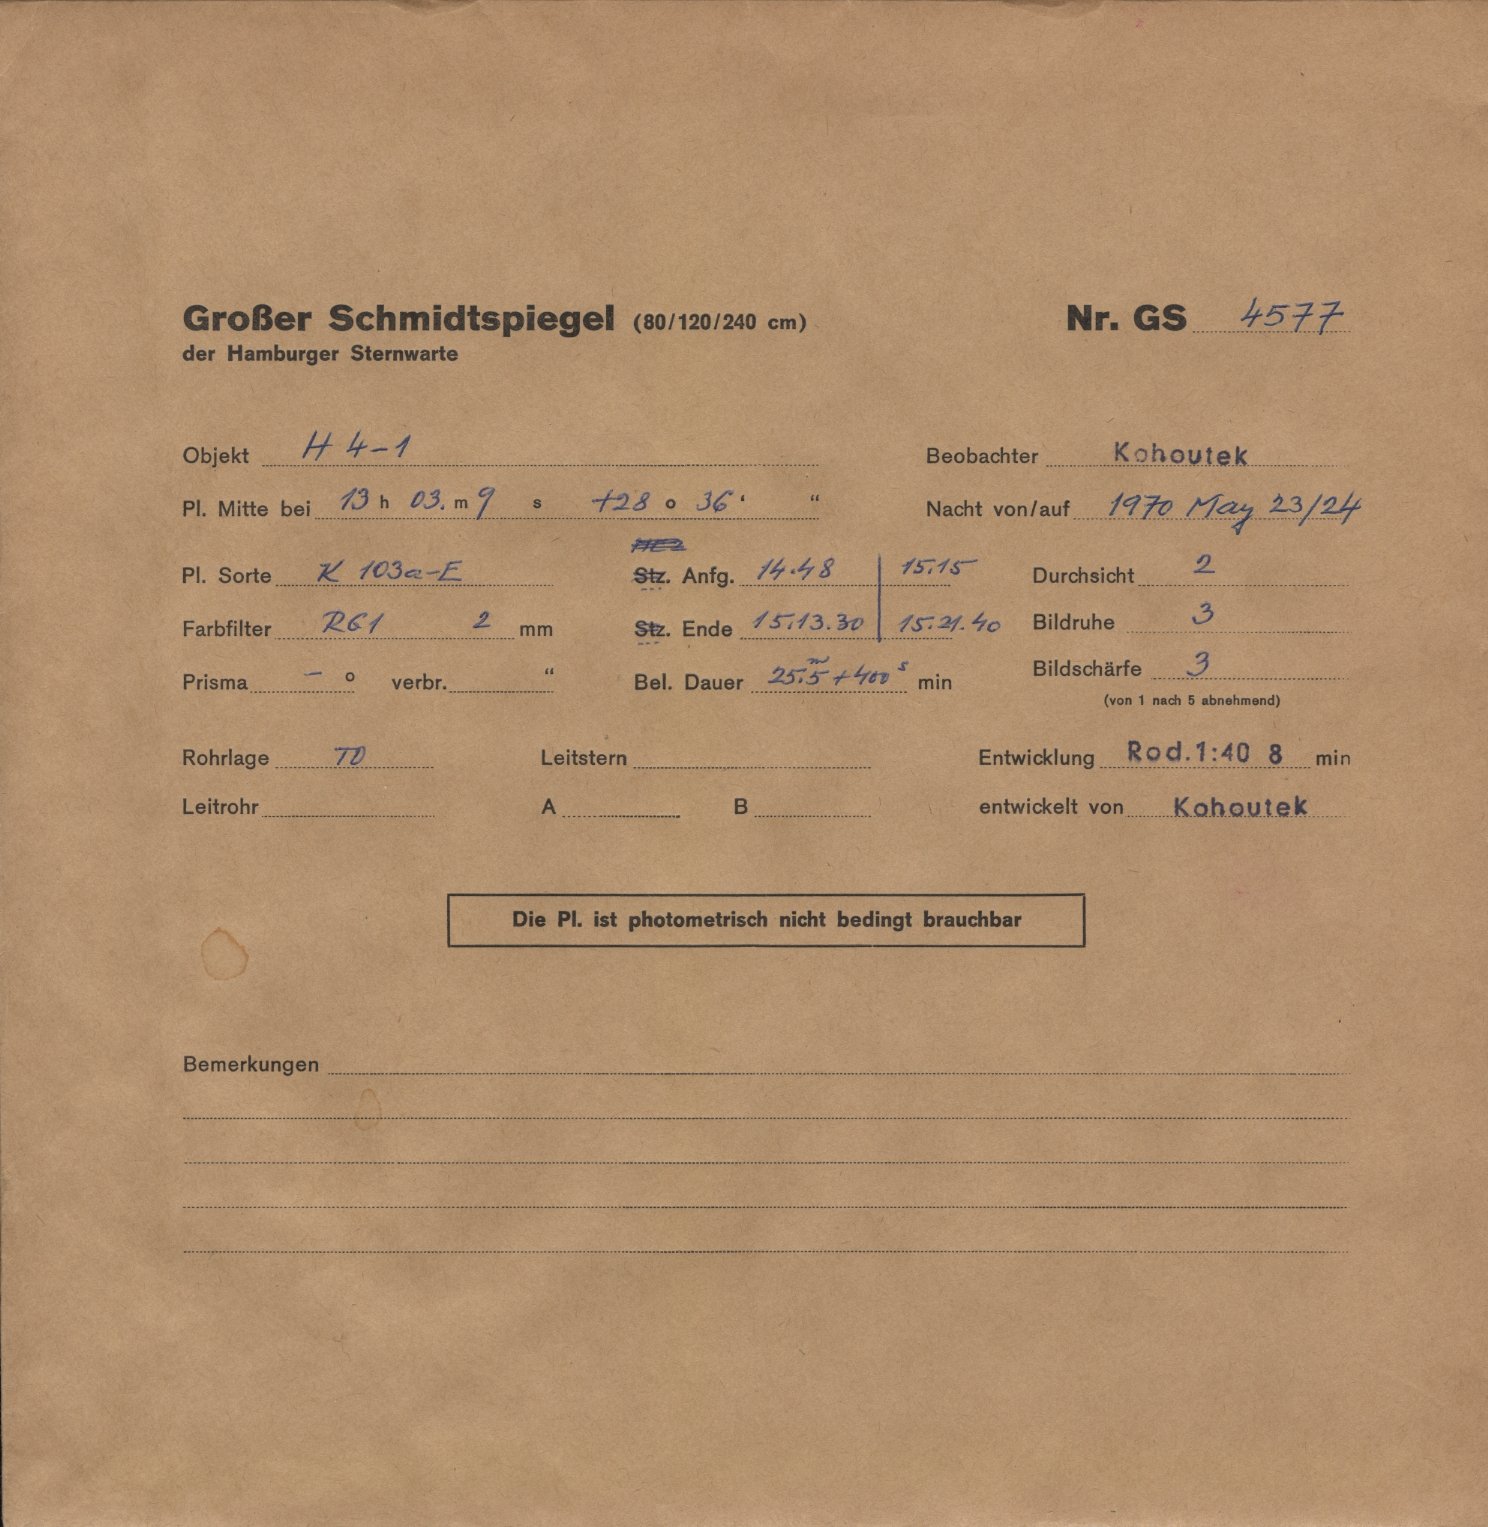 Großer Schmidtspiegel (80/120/240 cm) Nr. GS 4577
der Hamburger Sternwarte
Objekt H 4-1 Beobachter Kohoutek
Pl. Mitte bei 13 h 03. m 9 s +28 o 36 ' " Nacht von/auf 1970 May 23/24
Pl. Sorte K 103a-E Stz. Anfg. 14.48 | 15.15 Durchsicht 2
Farbfilter RG1 2 mm Stz. Ende 15.13.30 | 15.21.40 Bildruhe 3
Prisma – o verbr. " Bel. Dauer 25.5 m + 400 s min Bildschärfe 3
(von 1 nach 5 abnehmend)
Rohrlage TO Leitstern Entwicklung Rod.1:40 8 min
Leitrohr A B entwickelt von Kohoutek
Die Pl. ist photometrisch nicht bedingt brauchbar
Bemerkungen